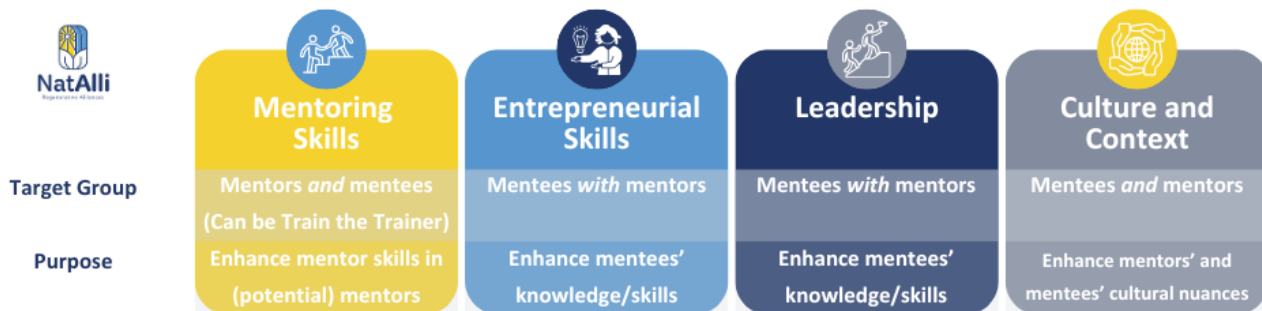 NatAlli
Regenerative Alliances
Mentoring
Skills
Entrepreneurial
Skills
Leadership
Culture and
Context
Target Group
Mentors and mentees
(Can be Train the Trainer)
Mentees with mentors
Mentees with mentors
Mentees and mentors
Purpose
Enhance mentor skills in
(potential) mentors
Enhance mentees’
knowledge/skills
Enhance mentees’
knowledge/skills
Enhance mentors’ and
mentees’ cultural nuances